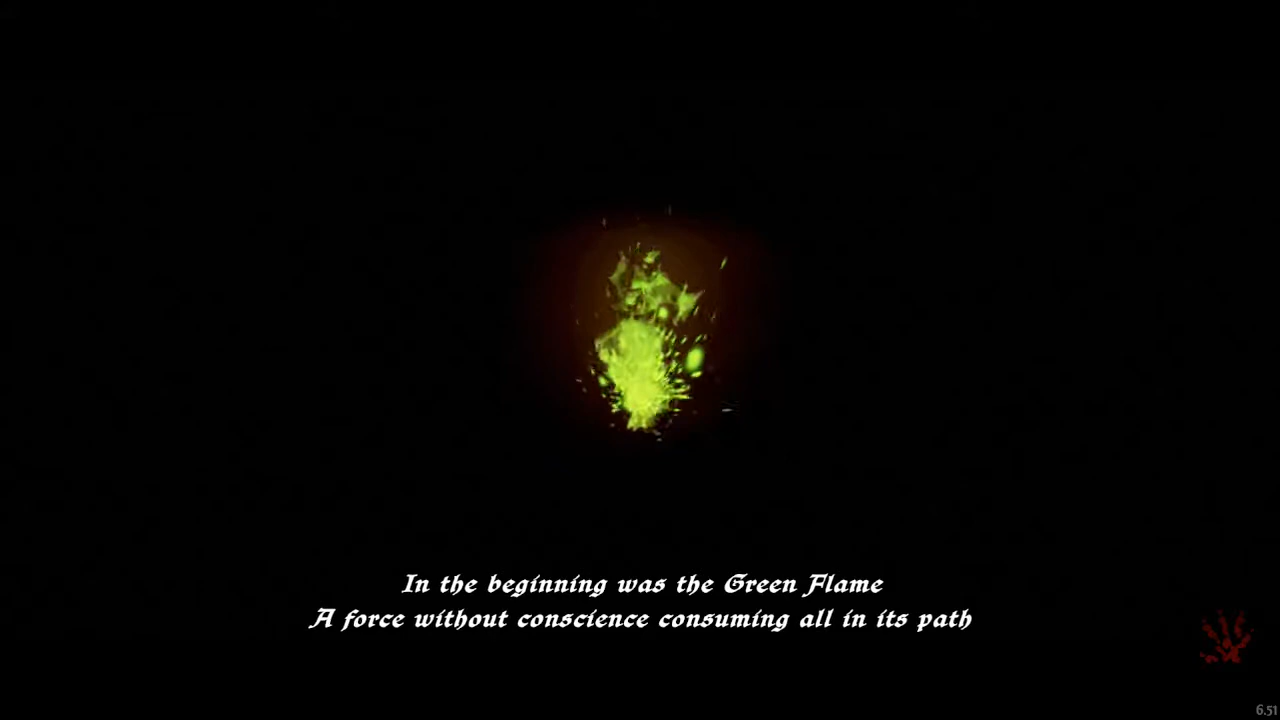 In the beginning was the Green Flame
A force without conscience consuming all in its path
6.51